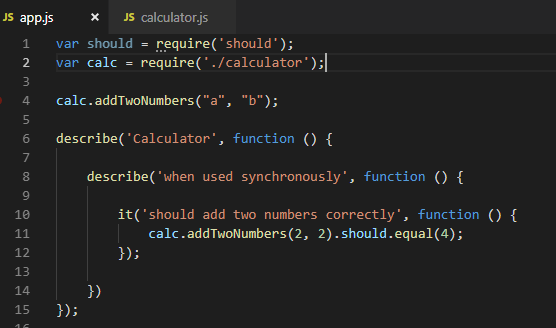 JS app.js × JS calculator.js
1 var should = require('should');
2 var calc = require('./calculator');
3
4 calc.addTwoNumbers("a", "b");
5
6 describe('Calculator', function () {
7
8 describe('when used synchronously', function () {
9
10 it('should add two numbers correctly', function () {
11 calc.addTwoNumbers(2, 2).should.equal(4);
12 });
13
14 })
15 });
16